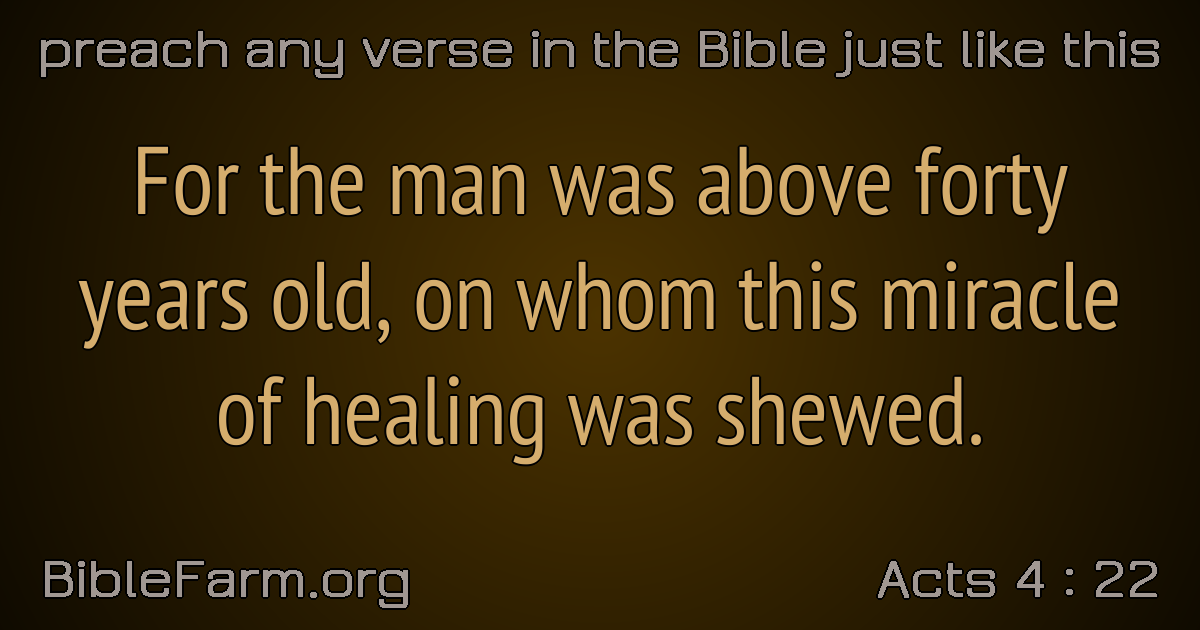 preach any verse in the Bible just like this
For the man was above forty
years old, on whom this miracle
of healing was shewed.
BibleFarm.org
Acts 4 : 22